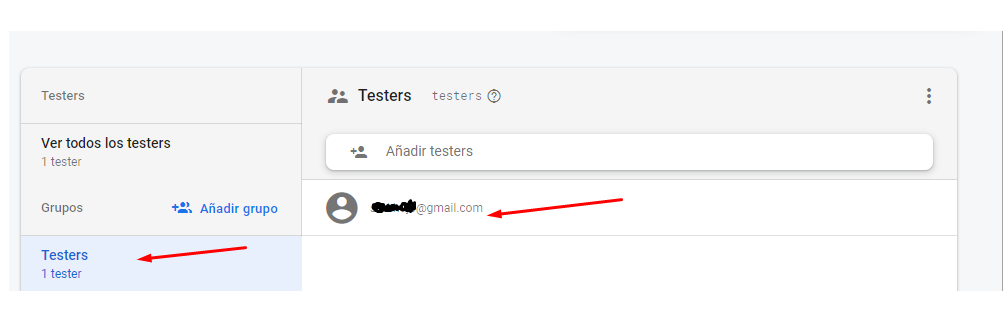 Testers
Testers testers
Añadir testers
Ver todos los testers
1 tester
Grupos Añadir grupo
@gmail.com
Testers
1 tester